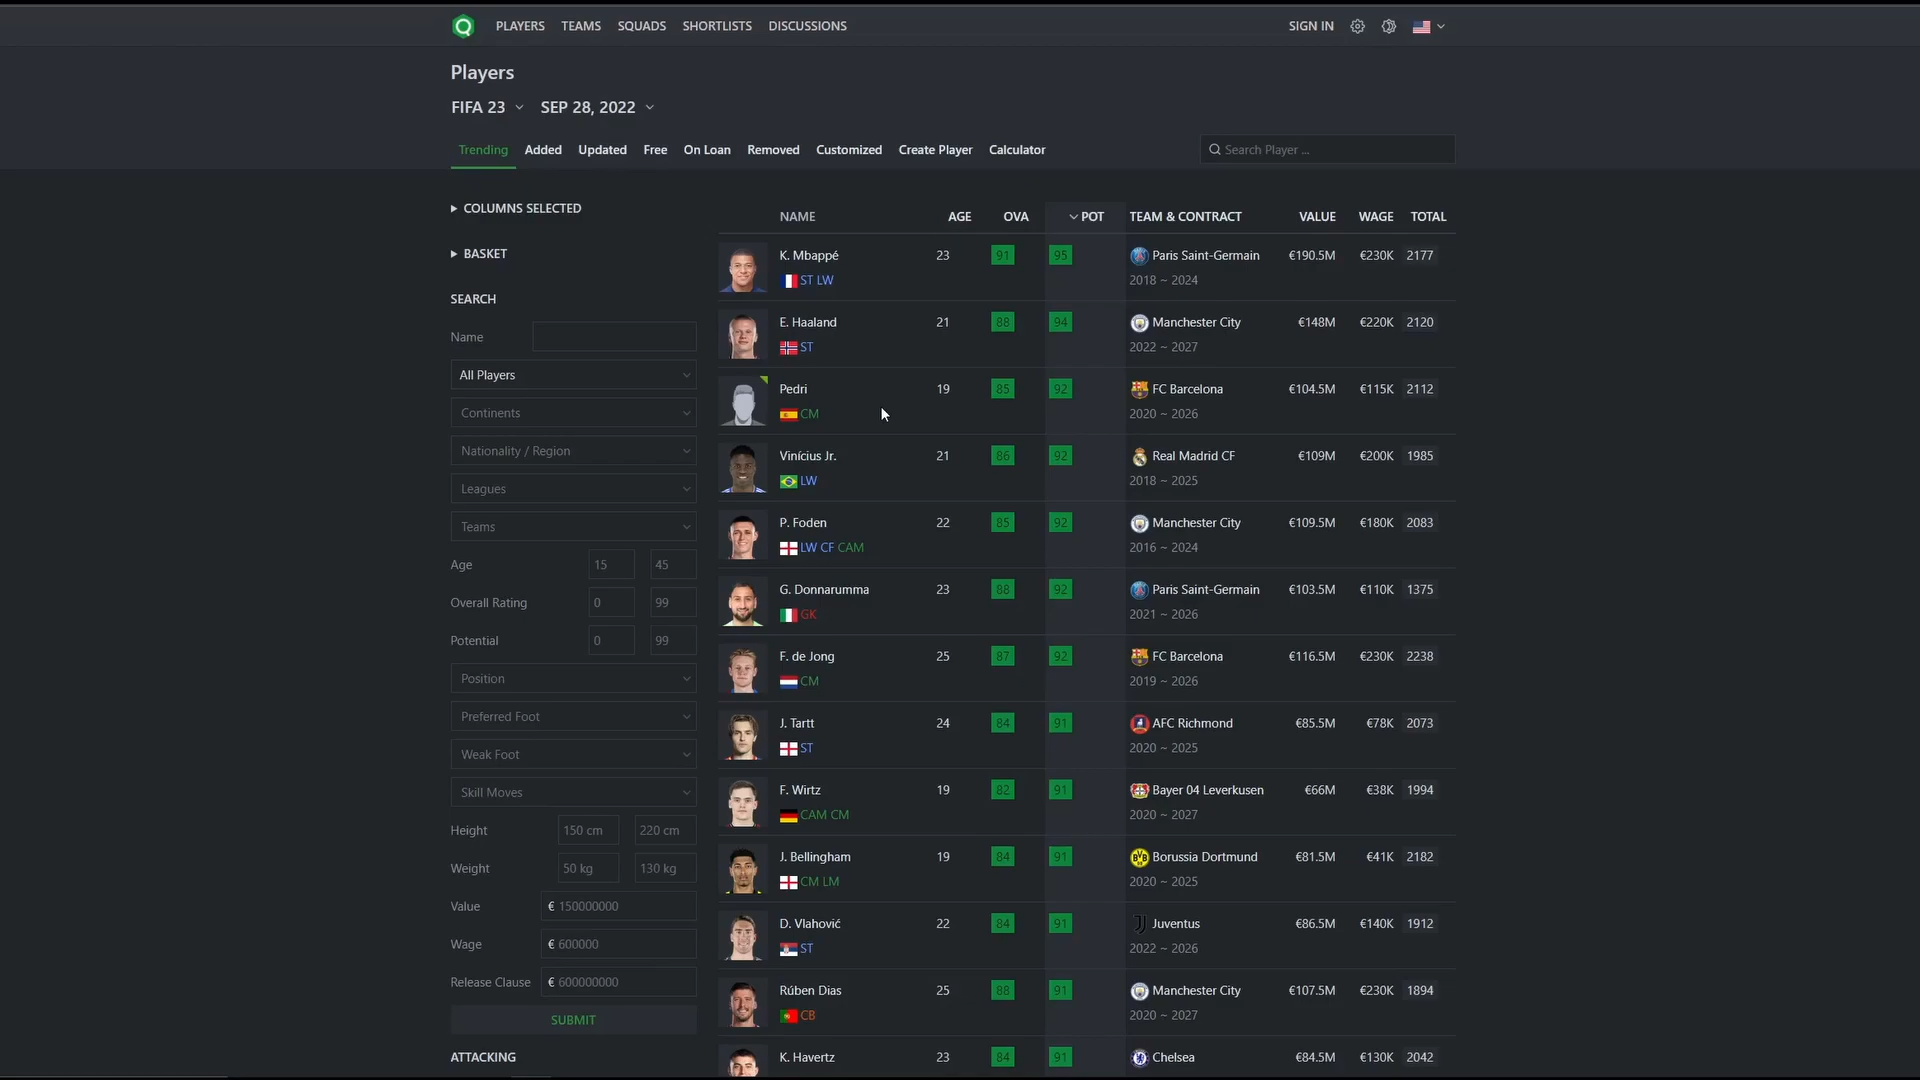 PLAYERS TEAMS SQUADS SHORTLISTS DISCUSSIONS SIGN IN
Players
FIFA 23 SEP 28, 2022
Trending Added Updated Free On Loan Removed Customized Create Player Calculator Search Player ...
COLUMNS SELECTED
BASKET
SEARCH
Name
All Players
Continents
Nationality / Region
Leagues
Teams
Age 15 45
Overall Rating 0 99
Potential 0 99
Position
Preferred Foot
Weak Foot
Skill Moves
Height 150 cm 220 cm
Weight 50 kg 130 kg
Value € 150000000
Wage € 600000
Release Clause € 600000000
SUBMIT
ATTACKING
NAME AGE OVA POT TEAM & CONTRACT VALUE WAGE TOTAL
K. Mbappé 23 91 95 Paris Saint-Germain €190.5M €230K 2177
ST LW 2018 ~ 2024
E. Haaland 21 88 94 Manchester City €148M €220K 2120
ST 2022 ~ 2027
Pedri 19 85 92 FC Barcelona €104.5M €115K 2112
CM 2020 ~ 2026
Vinícius Jr. 21 86 92 Real Madrid CF €109M €200K 1985
LW 2018 ~ 2025
P. Foden 22 85 92 Manchester City €109.5M €180K 2083
LW CF CAM 2016 ~ 2024
G. Donnarumma 23 88 92 Paris Saint-Germain €103.5M €110K 1375
GK 2021 ~ 2026
F. de Jong 25 87 92 FC Barcelona €116.5M €230K 2238
CM 2019 ~ 2026
J. Tartt 24 84 91 AFC Richmond €85.5M €78K 2073
ST 2020 ~ 2025
F. Wirtz 19 82 91 Bayer 04 Leverkusen €66M €38K 1994
CAM CM 2020 ~ 2027
J. Bellingham 19 84 91 Borussia Dortmund €81.5M €41K 2182
CM LM 2020 ~ 2025
D. Vlahović 22 84 91 Juventus €86.5M €140K 1912
ST 2022 ~ 2026
Rúben Dias 25 88 91 Manchester City €107.5M €230K 1894
CB 2020 ~ 2027
K. Havertz 23 84 91 Chelsea €84.5M €130K 2042